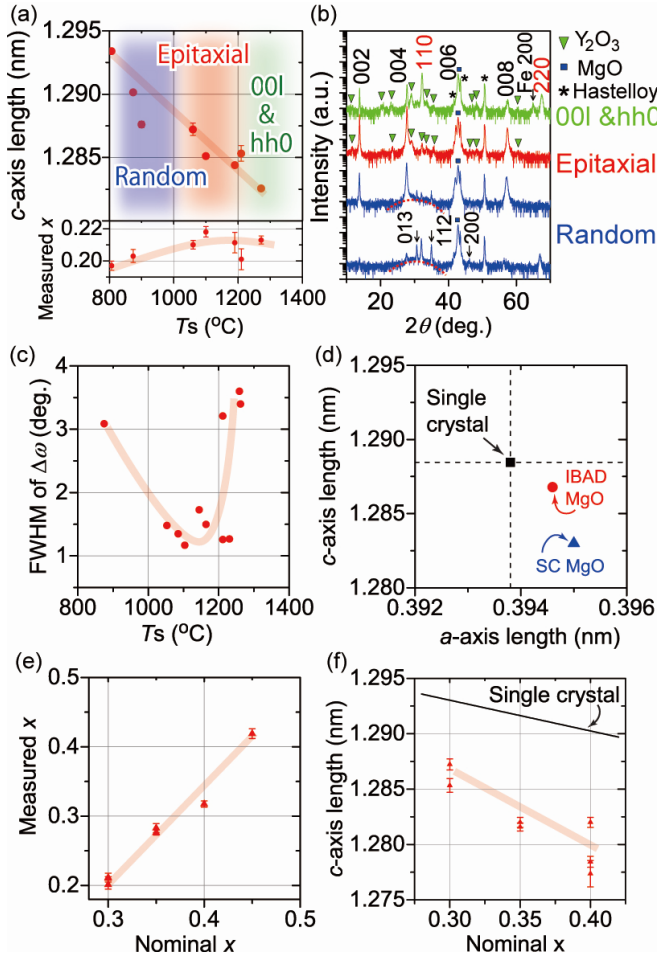 (a)
1.295
1.290
1.285
c-axis length (nm)
Epitaxial
00l
&
hh0
Random
0.22
0.20
Measured x
800 1000 1200 1400
Ts (°C)
(b)
002
004
110
006
008
Fe 200
220
Y2O3
MgO
* Hastelloy
* * *
00l & hh0
Epitaxial
Random
013
112
200
Intensity (a.u.)
20 40 60
2θ (deg.)
(c)
4
3
2
1
FWHM of Δω (deg.)
800 1000 1200 1400
Ts (°C)
(d)
1.295
1.290
1.285
1.280
c-axis length (nm)
Single
crystal
IBAD
MgO
SC MgO
0.392 0.394 0.396
a-axis length (nm)
(e)
0.5
0.4
0.3
0.2
Measured x
0.3 0.4 0.5
Nominal x
(f)
1.295
1.290
1.285
1.280
1.275
c-axis length (nm)
Single crystal
0.30 0.35 0.40
Nominal x